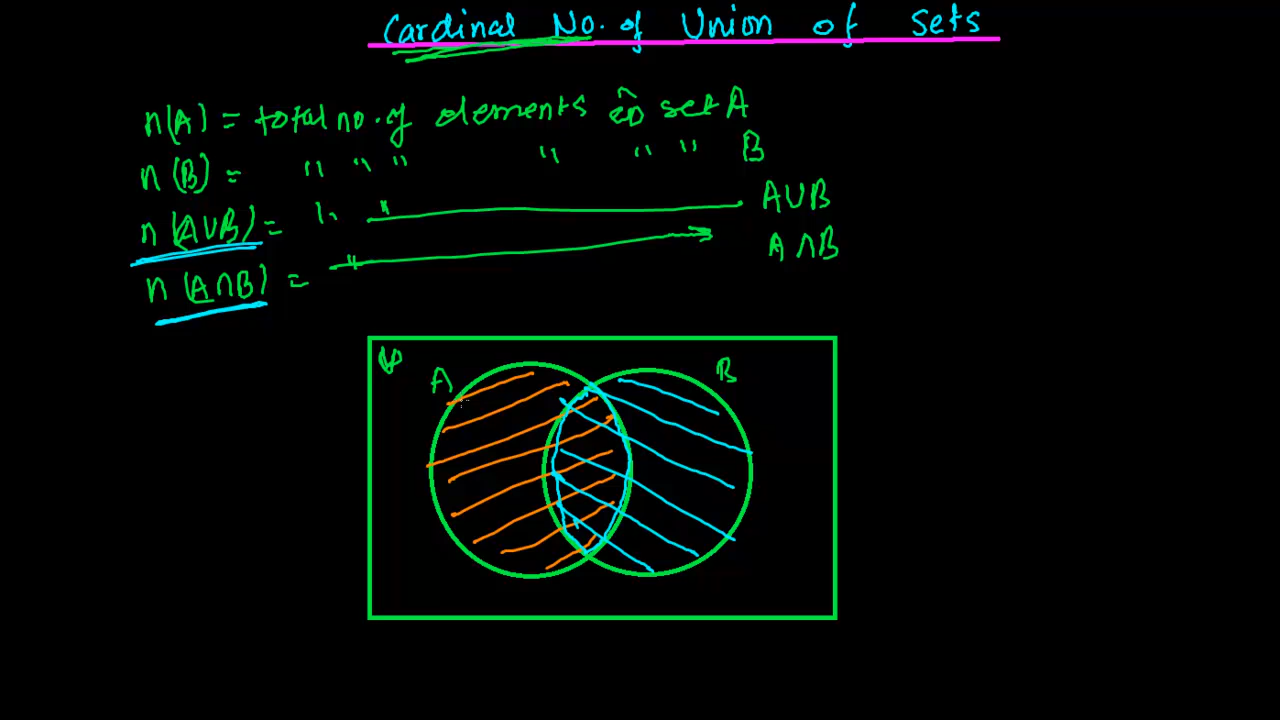 Cardinal No. of Union of Sets
n(A) = total no. of elements in set A
n(B) = " " " " " " B
n(A∪B) = " " A∪B
n(A∩B) = " A∩B
A B